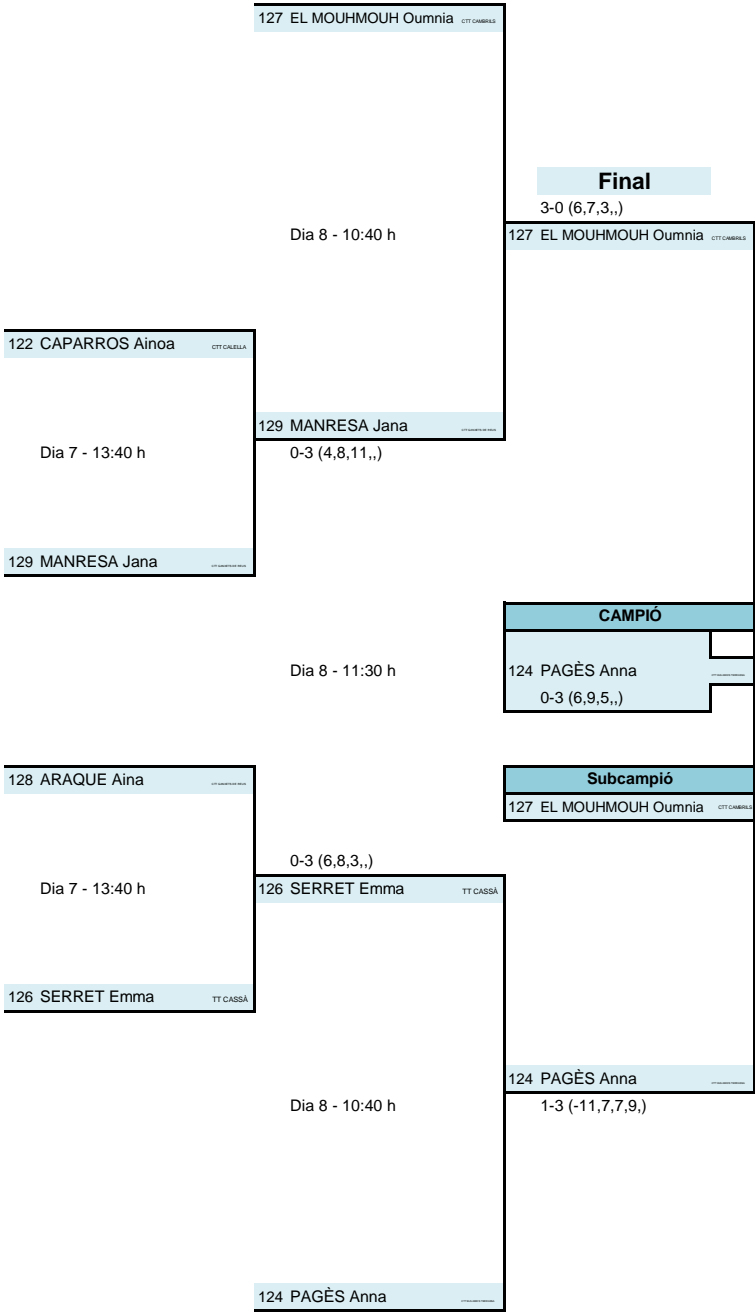 127 EL MOUHMOUH Oumnia CTT CAMBRILS
Final
3-0 (6,7,3,,)
Dia 8 - 10:40 h
127 EL MOUHMOUH Oumnia CTT CAMBRILS
122 CAPARROS Ainoa CTT CALELLA
129 MANRESA Jana
Dia 7 - 13:40 h
0-3 (4,8,11,,)
129 MANRESA Jana
CAMPIÓ
Dia 8 - 11:30 h
124 PAGÈS Anna
0-3 (6,9,5,,)
128 ARAQUE Aina
Subcampió
127 EL MOUHMOUH Oumnia CTT CAMBRILS
0-3 (6,8,3,,)
Dia 7 - 13:40 h
126 SERRET Emma TT CASSÀ
126 SERRET Emma TT CASSÀ
124 PAGÈS Anna
Dia 8 - 10:40 h
1-3 (-11,7,7,9,)
124 PAGÈS Anna